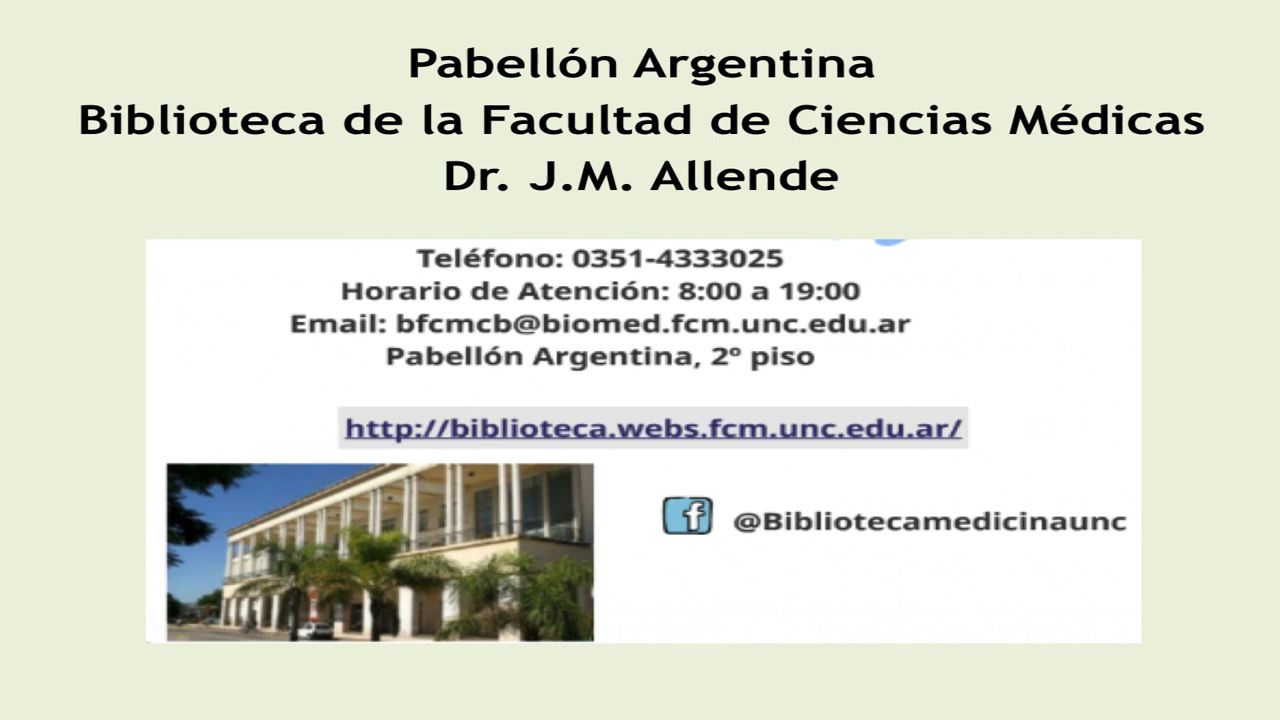 Pabellón Argentina
Biblioteca de la Facultad de Ciencias Médicas
Dr. J.M. Allende
Teléfono: 0351-4333025
Horario de Atención: 8:00 a 19:00
Email: bfcmcb@biomed.fcm.unc.edu.ar
Pabellón Argentina, 2º piso
http://biblioteca.webs.fcm.unc.edu.ar/
f @Bibliotecamedicinaunc